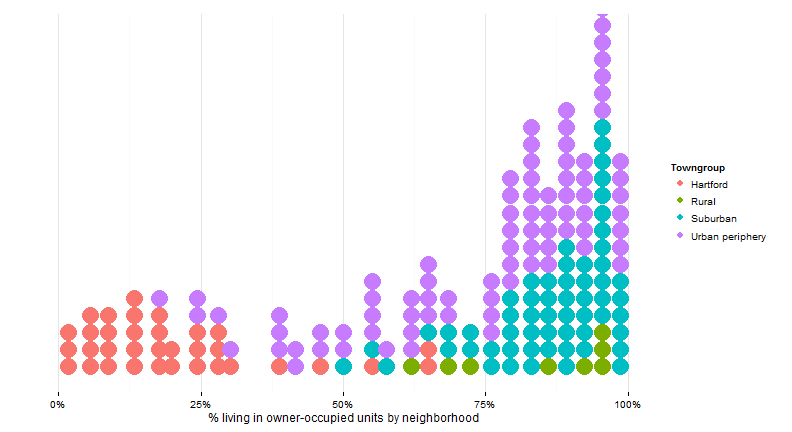 Towngroup
Hartford
Rural
Suburban
Urban periphery
0% 25% 50% 75% 100%
% living in owner-occupied units by neighborhood